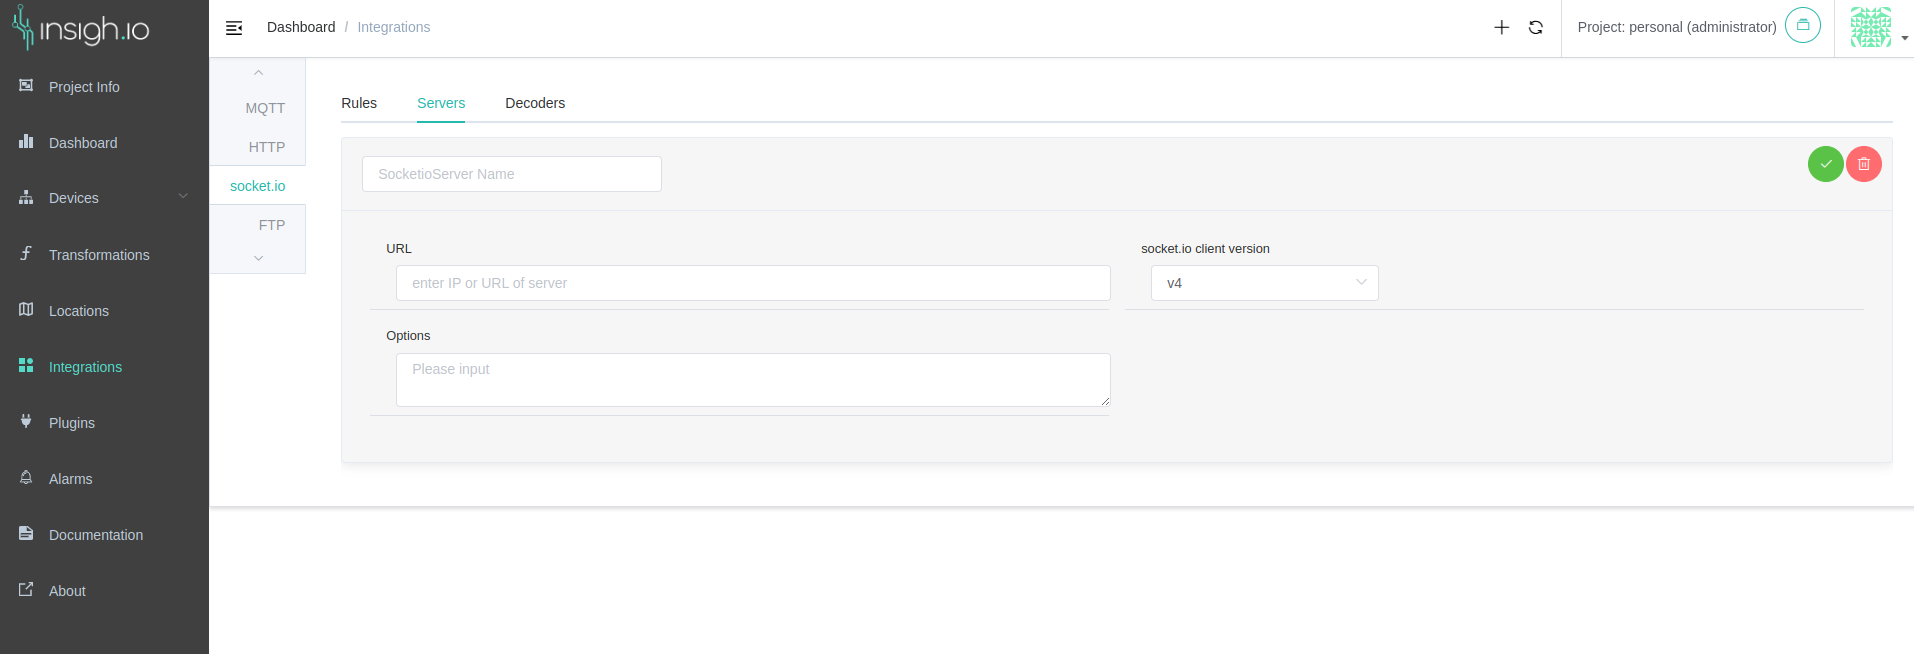 insigh.io
Dashboard / Integrations
Project: personal (administrator)
Project Info
Dashboard
Devices
Transformations
Locations
Integrations
Plugins
Alarms
Documentation
About
MQTT
HTTP
socket.io
FTP
Rules
Servers
Decoders
SocketioServer Name
URL
enter IP or URL of server
socket.io client version
v4
Options
Please input